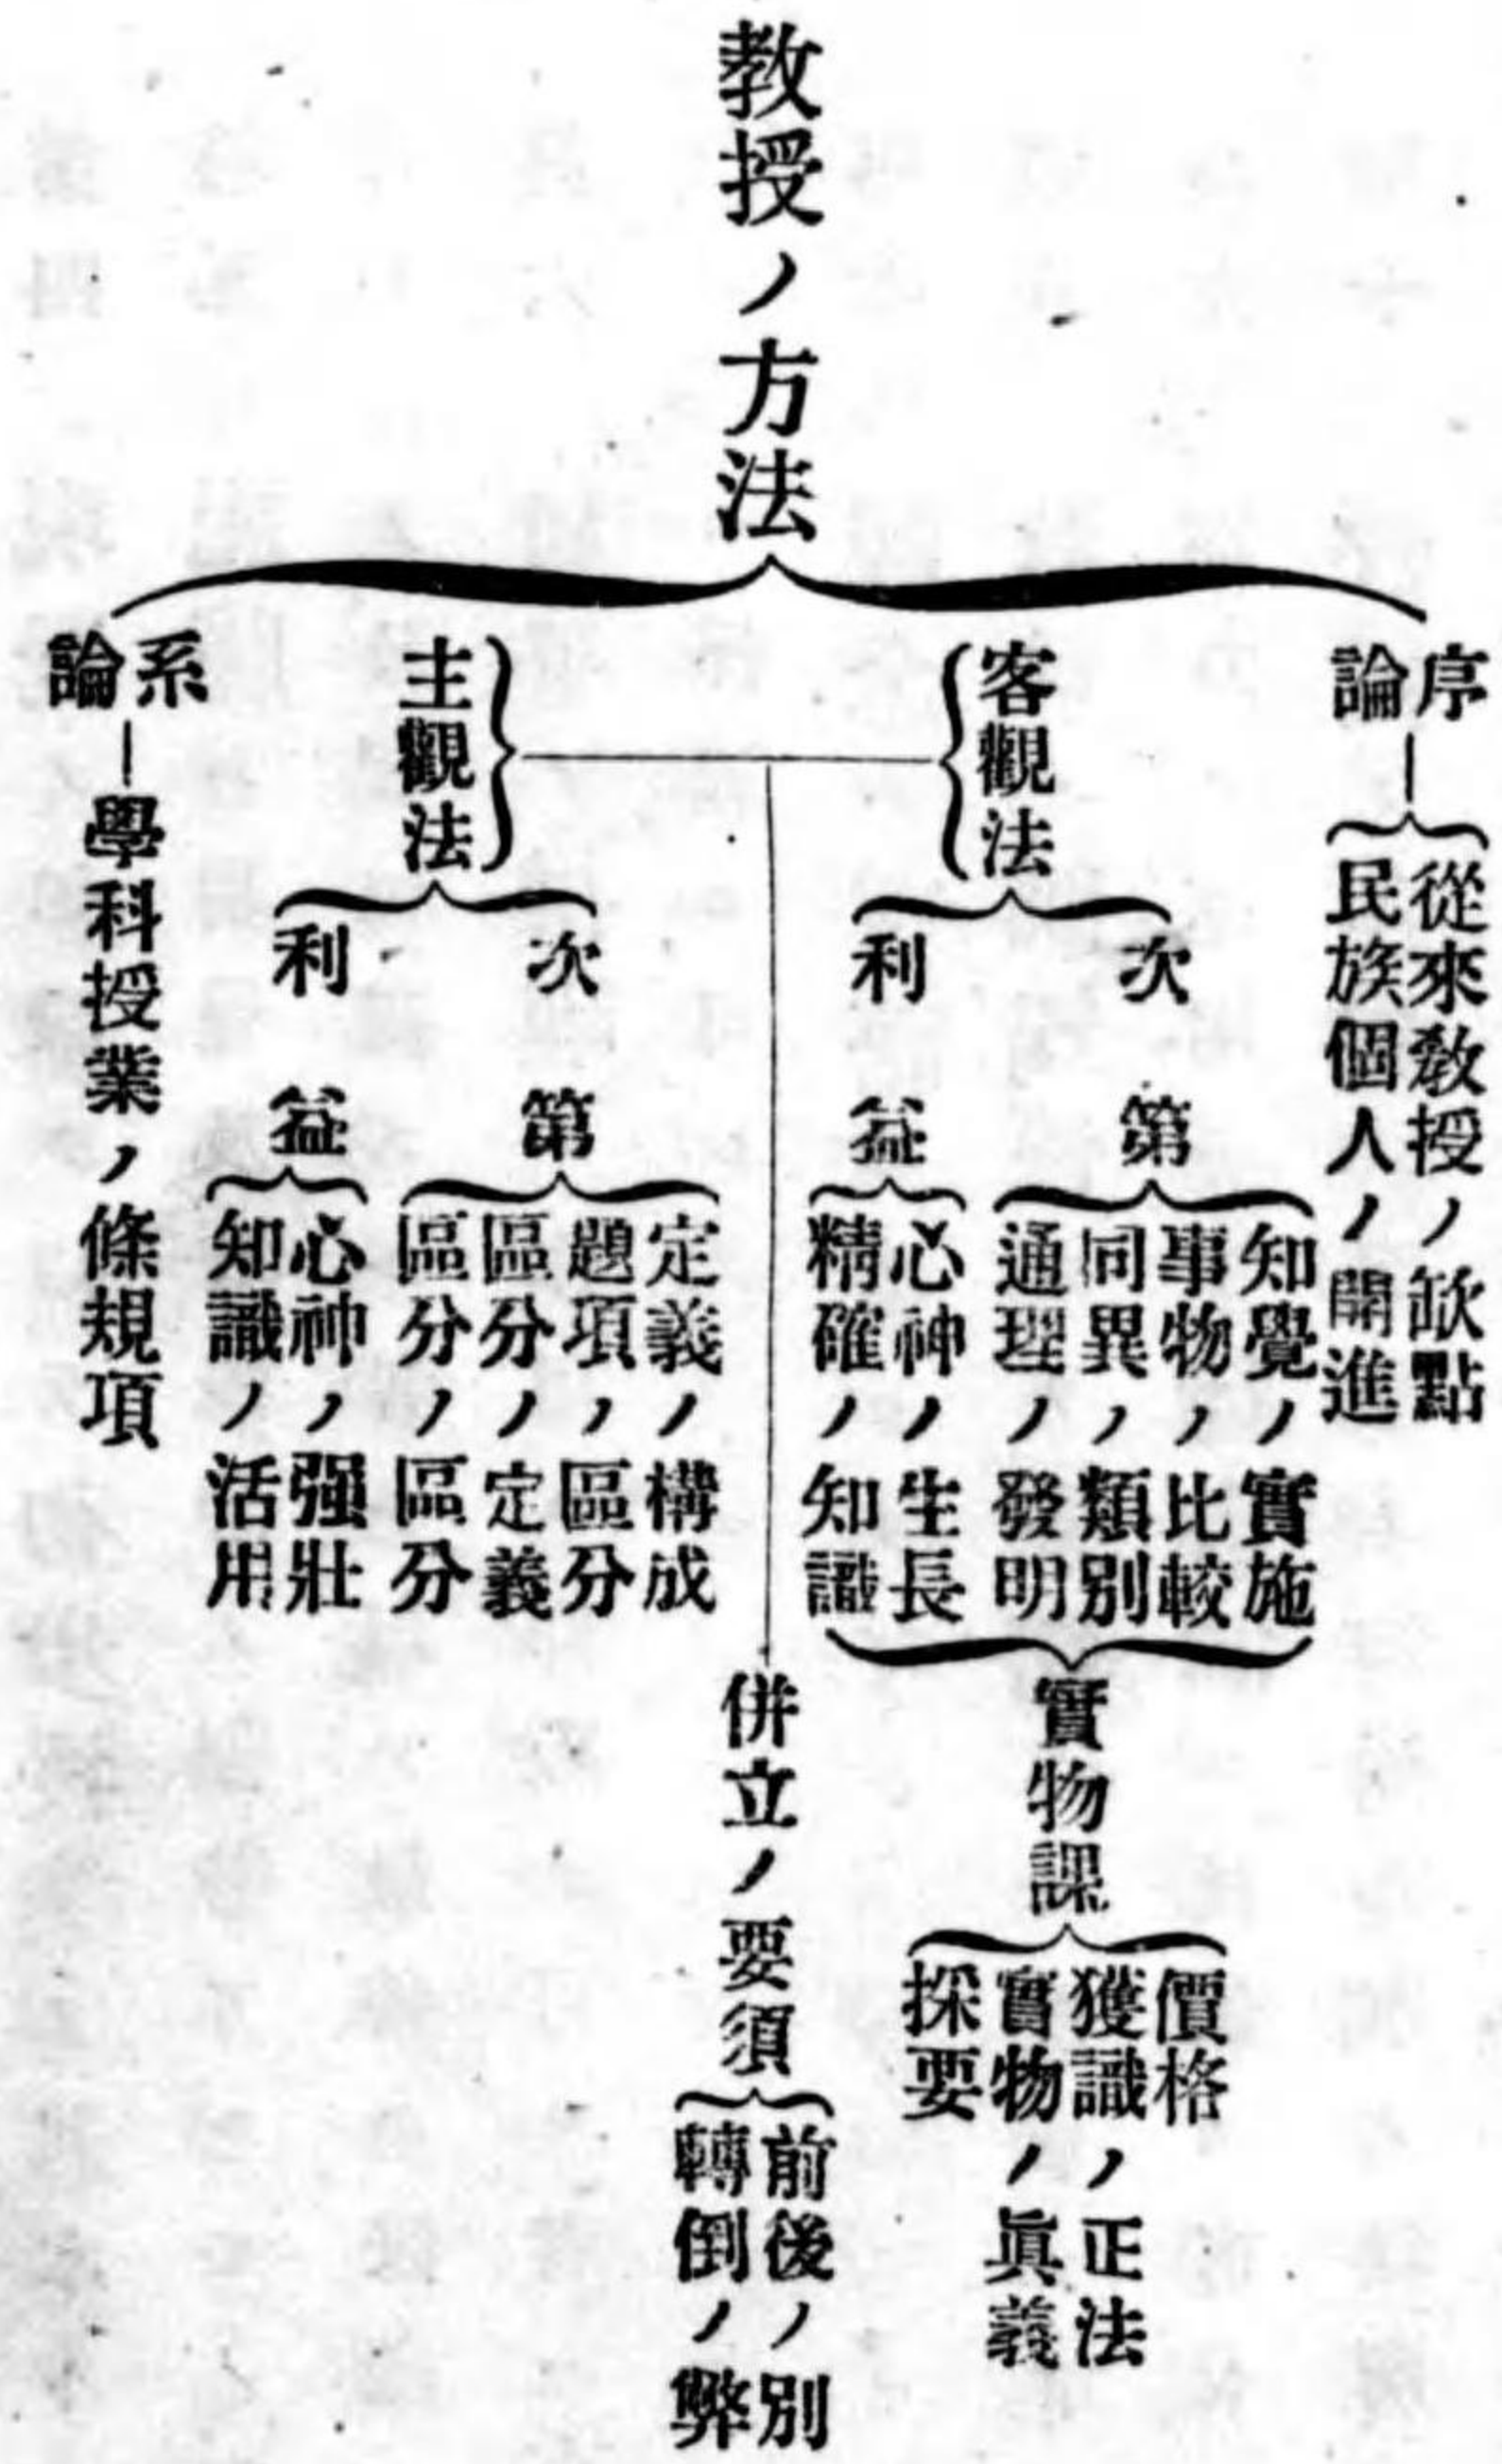 教授ノ方法
序論
從來敎授ノ缼點
民族個人ノ開進
客觀法
次第
知覺ノ實施
事物ノ比較
同異ノ類別
通理ノ發明
利益
心神ノ生長
精確ノ知識
實物課
價格
獲識ノ正法
實物ノ眞義
採要
併立ノ要須
前後ノ別
轉倒ノ弊
主觀法
次第
定義ノ構成
題項ノ區分
區分ノ定義
區分ノ區分
利益
心神ノ强壯
知識ノ活用
系論
學科授業ノ條規項